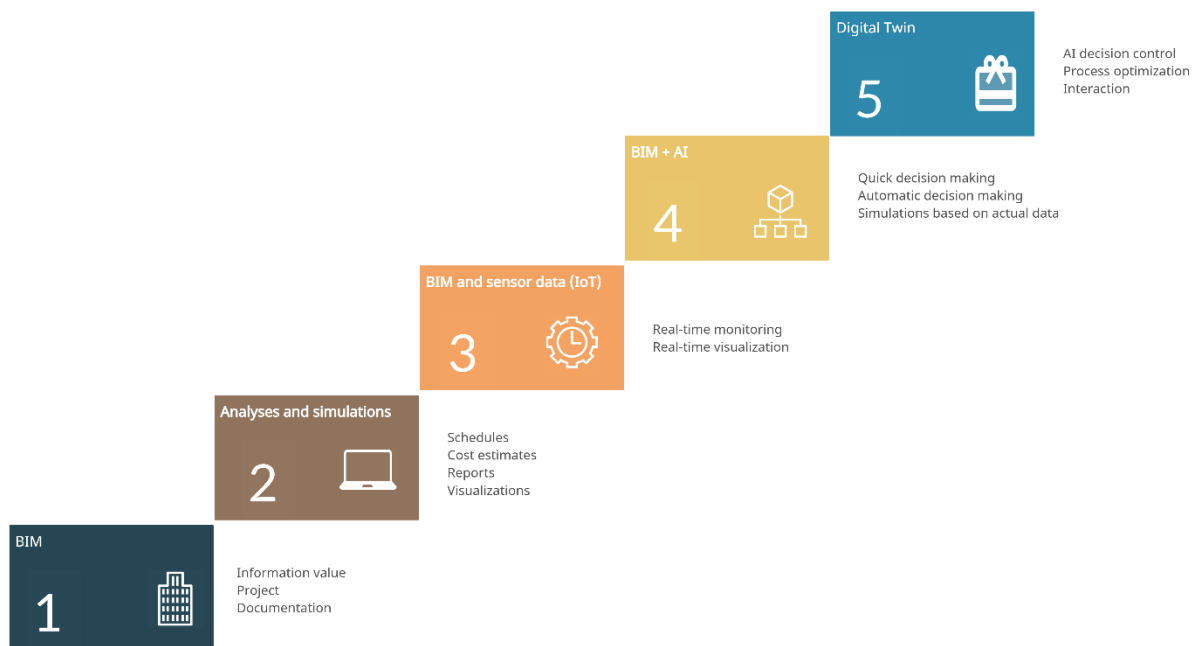 Digital Twin
5
AI decision control
Process optimization
Interaction
BIM + AI
4
Quick decision making
Automatic decision making
Simulations based on actual data
BIM and sensor data (IoT)
3
Real-time monitoring
Real-time visualization
Analyses and simulations
2
Schedules
Cost estimates
Reports
Visualizations
BIM
1
Information value
Project
Documentation